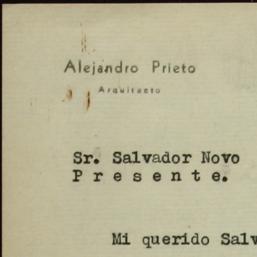 Alejandro Prieto
Arquitecto
Sr. Salvador Novo
P r e s e n t e.
Mi querido Salv